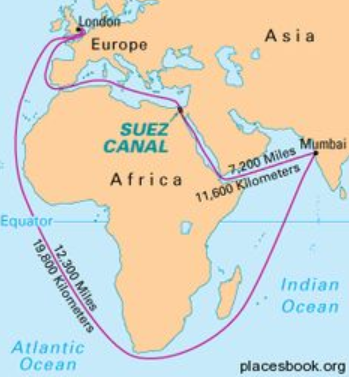 London
Europe
Asia
SUEZ
CANAL
7,200 Miles
11,600 Kilometers
Mumbai
Africa
Equator
12,300 Miles
19,800 Kilometers
Indian
Ocean
Atlantic
Ocean
placesbook.org